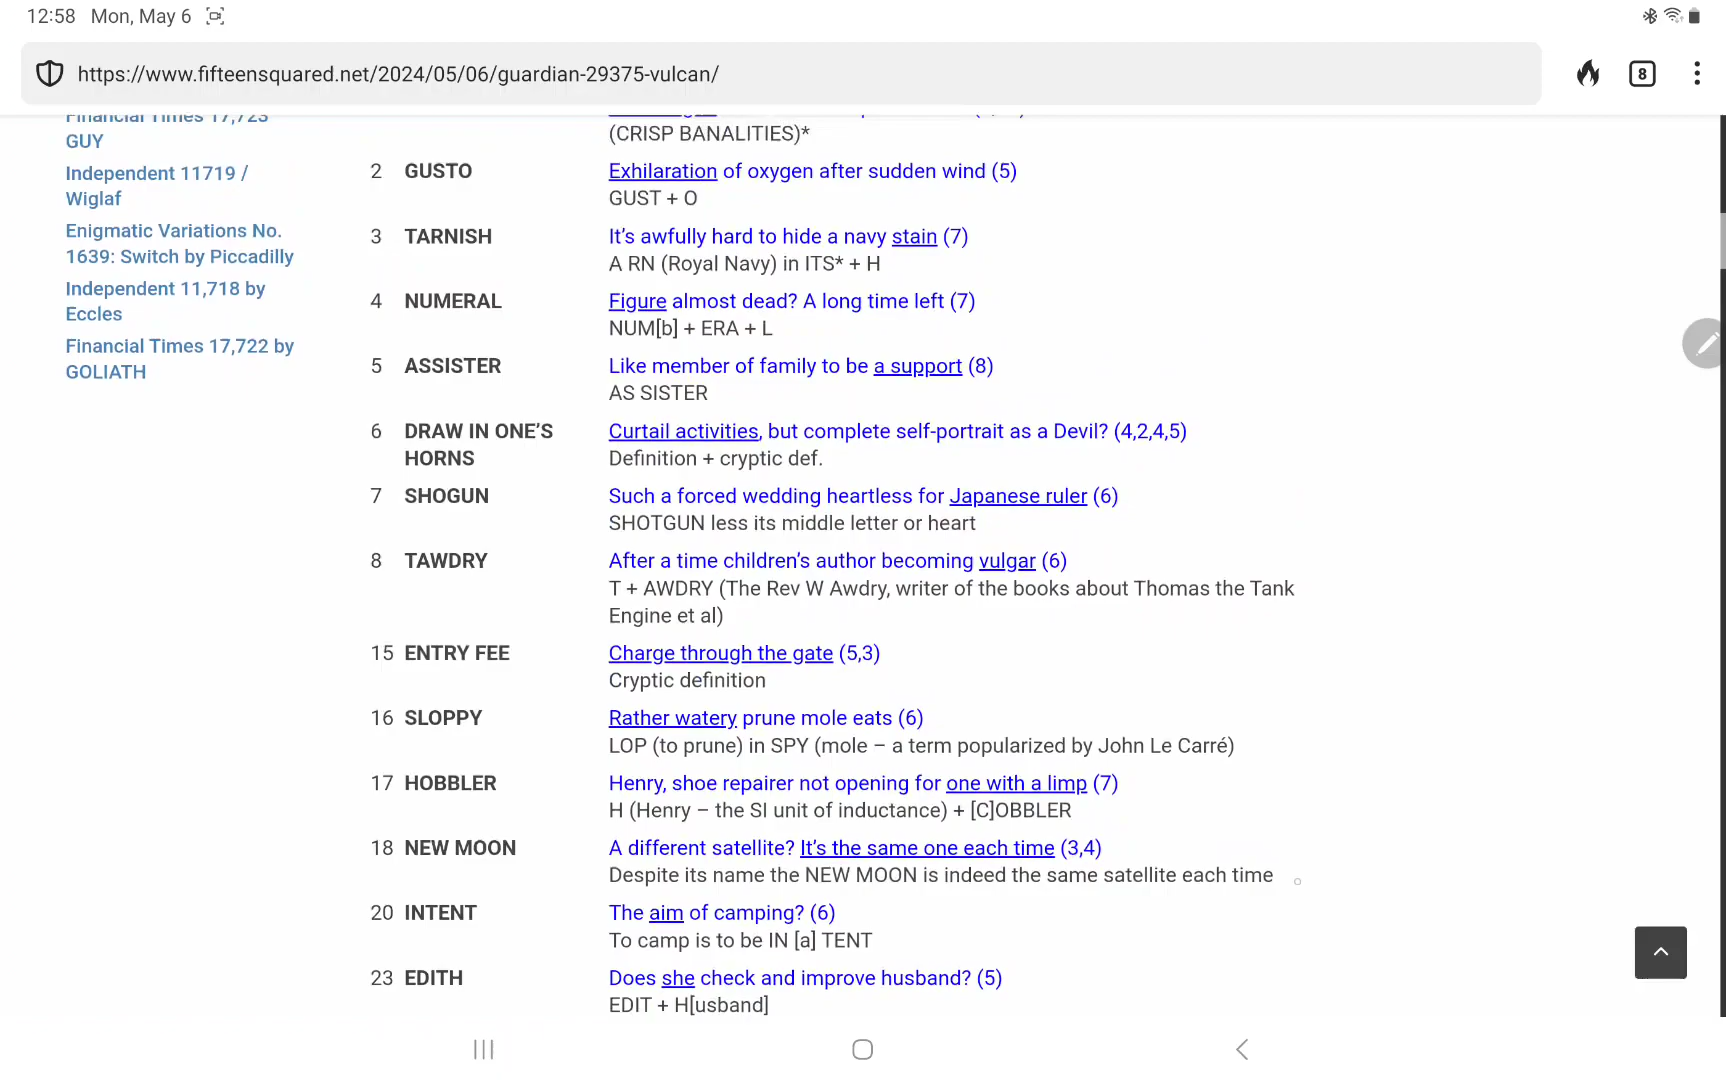 12:58 Mon, May 6
https://www.fifteensquared.net/2024/05/06/guardian-29375-vulcan/
8
Financial Times 17,723
GUY
Independent 11719 /
Wiglaf
Enigmatic Variations No.
1639: Switch by Piccadilly
Independent 11,718 by
Eccles
Financial Times 17,722 by
GOLIATH
(CRISP BANALITIES)*
2 GUSTO Exhilaration of oxygen after sudden wind (5)
GUST + O
3 TARNISH It's awfully hard to hide a navy stain (7)
A RN (Royal Navy) in ITS* + H
4 NUMERAL Figure almost dead? A long time left (7)
NUM[b] + ERA + L
5 ASSISTER Like member of family to be a support (8)
AS SISTER
6 DRAW IN ONE'S Curtail activities, but complete self-portrait as a Devil? (4,2,4,5)
HORNS Definition + cryptic def.
7 SHOGUN Such a forced wedding heartless for Japanese ruler (6)
SHOTGUN less its middle letter or heart
8 TAWDRY After a time children's author becoming vulgar (6)
T + AWDRY (The Rev W Awdry, writer of the books about Thomas the Tank
Engine et al)
15 ENTRY FEE Charge through the gate (5,3)
Cryptic definition
16 SLOPPY Rather watery prune mole eats (6)
LOP (to prune) in SPY (mole – a term popularized by John Le Carré)
17 HOBBLER Henry, shoe repairer not opening for one with a limp (7)
H (Henry – the SI unit of inductance) + [C]OBBLER
18 NEW MOON A different satellite? It's the same one each time (3,4)
Despite its name the NEW MOON is indeed the same satellite each time
20 INTENT The aim of camping? (6)
To camp is to be IN [a] TENT
23 EDITH Does she check and improve husband? (5)
EDIT + H[usband]